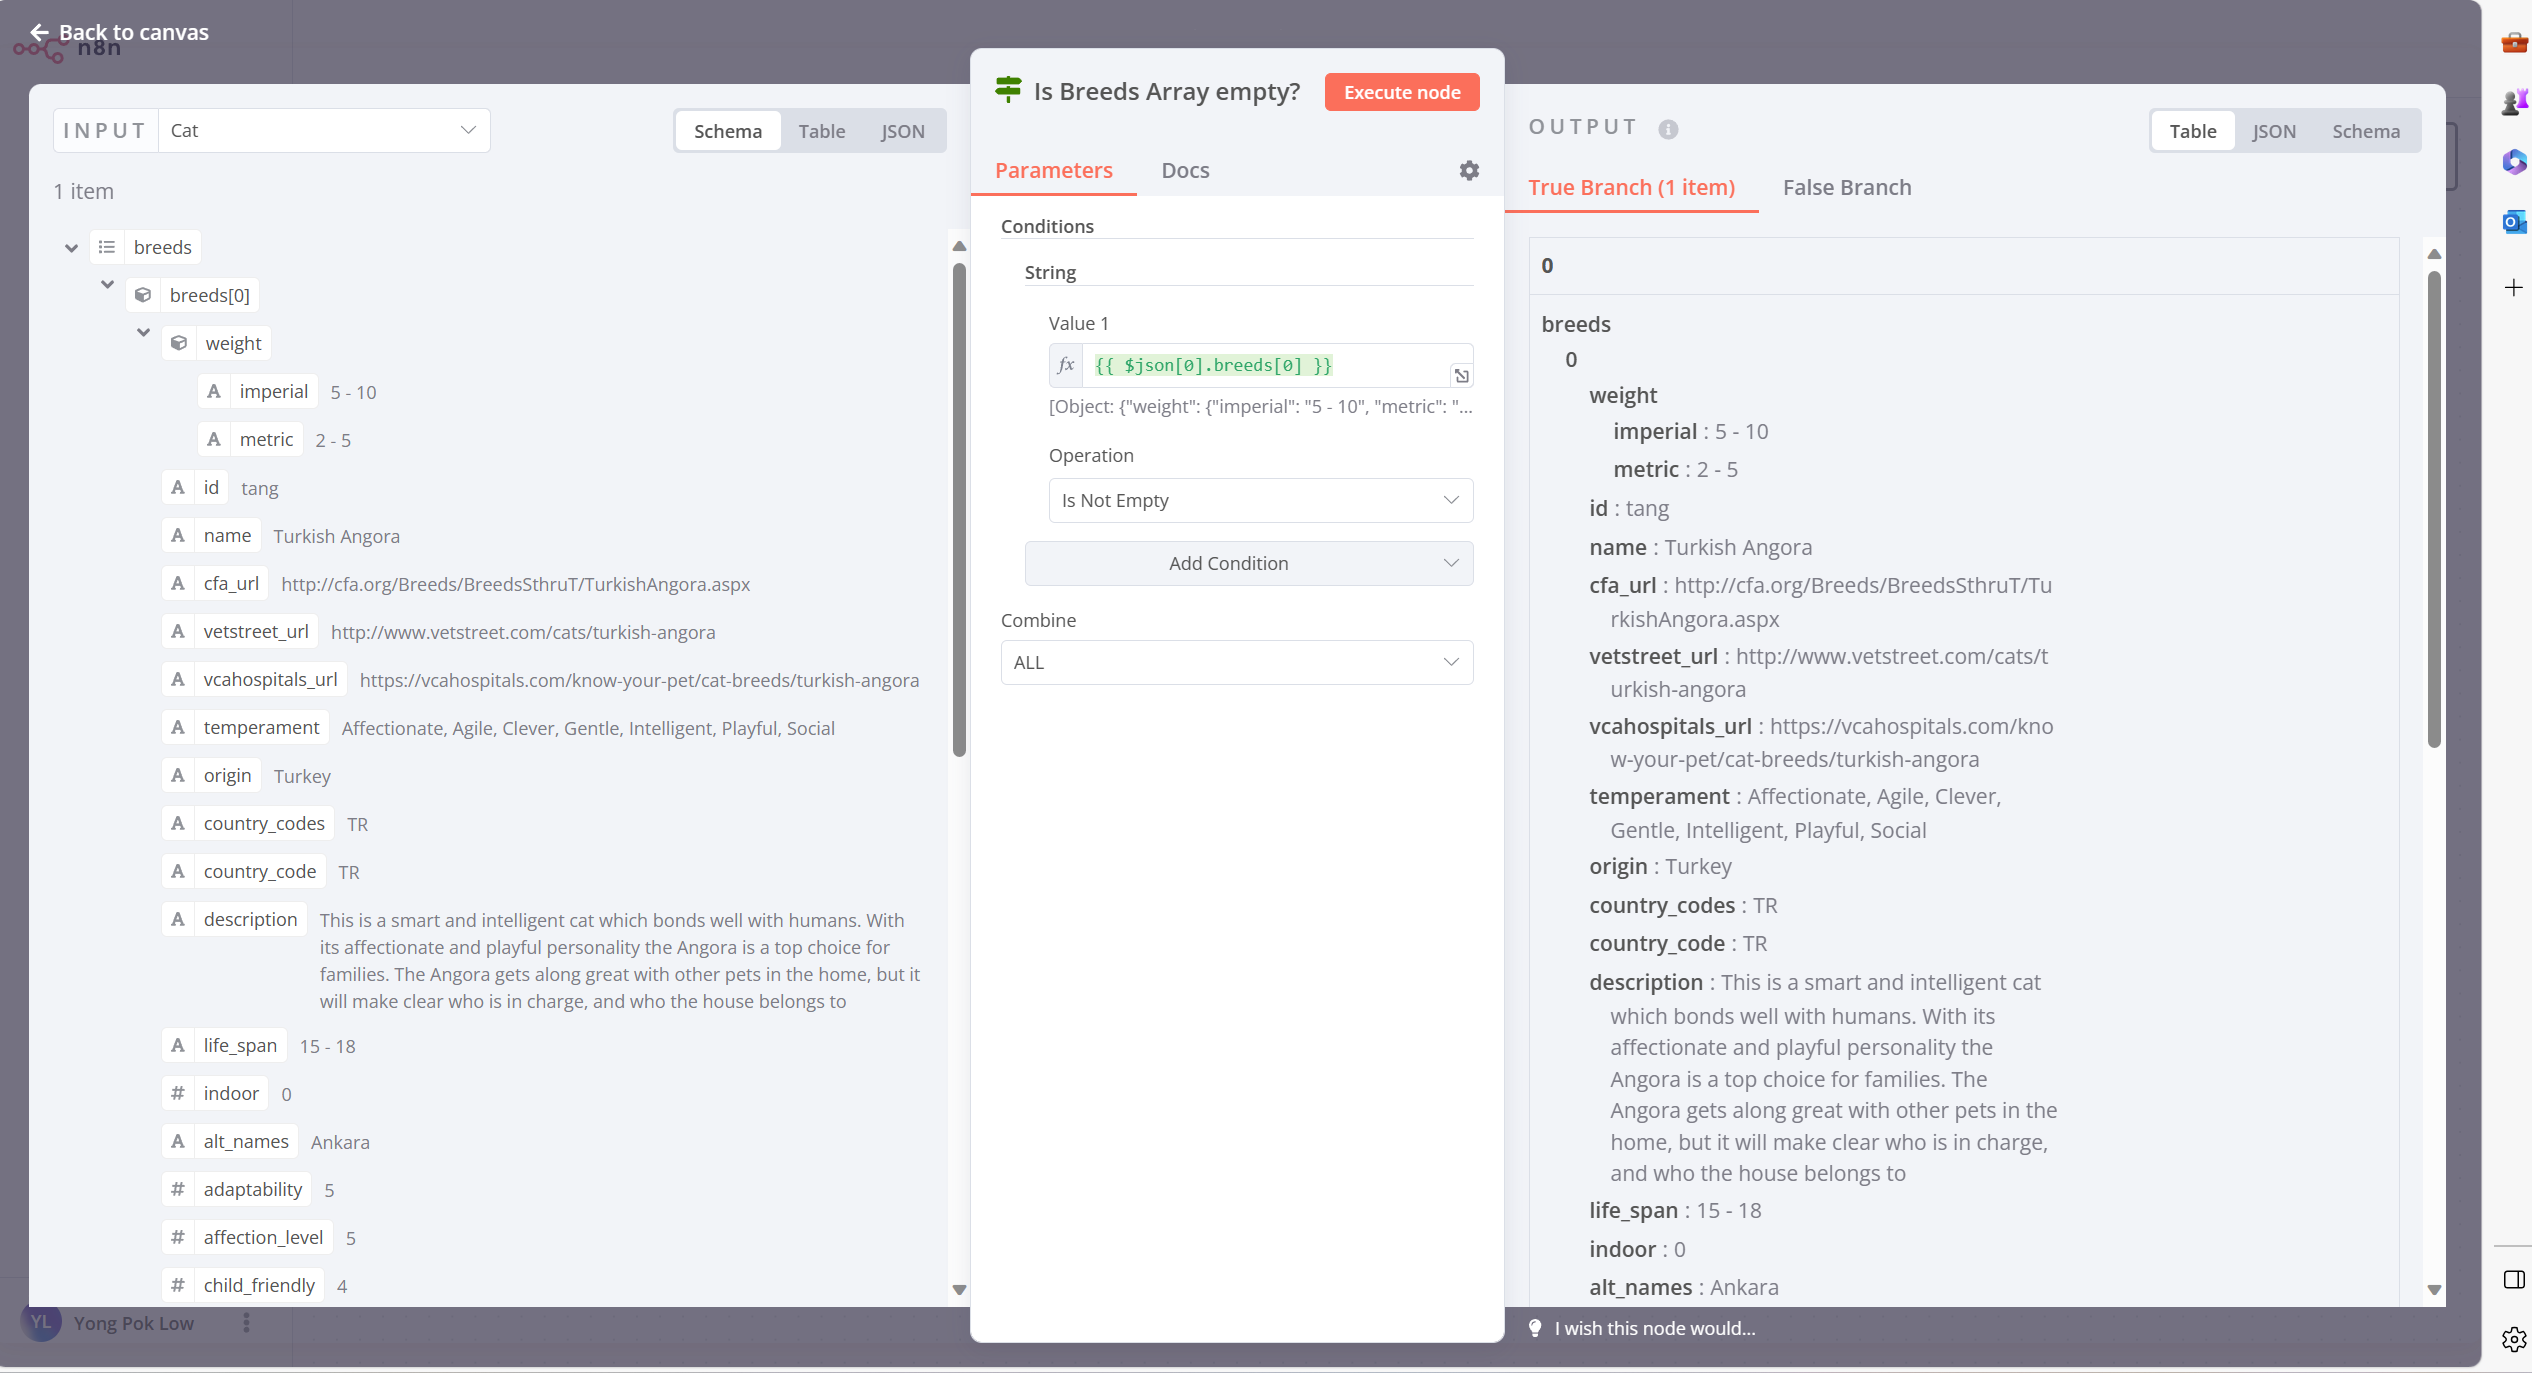 Back to canvas
n8n
INPUT
Cat
Schema
Table
JSON
1 item
breeds
breeds[0]
weight
A imperial 5 - 10
A metric 2 - 5
A id tang
A name Turkish Angora
A cfa_url http://cfa.org/Breeds/BreedsSthruT/TurkishAngora.aspx
A vetstreet_url http://www.vetstreet.com/cats/turkish-angora
A vcahospitals_url https://vcahospitals.com/know-your-pet/cat-breeds/turkish-angora
A temperament Affectionate, Agile, Clever, Gentle, Intelligent, Playful, Social
A origin Turkey
A country_codes TR
A country_code TR
A description This is a smart and intelligent cat which bonds well with humans. With
its affectionate and playful personality the Angora is a top choice for
families. The Angora gets along great with other pets in the home, but it
will make clear who is in charge, and who the house belongs to
A life_span 15 - 18
# indoor 0
A alt_names Ankara
# adaptability 5
# affection_level 5
# child_friendly 4
YL Yong Pok Low
Is Breeds Array empty?
Execute node
Parameters
Docs
Conditions
String
Value 1
fx {{ $json[0].breeds[0] }}
[Object: {"weight": {"imperial": "5 - 10", "metric": "...
Operation
Is Not Empty
Add Condition
Combine
ALL
OUTPUT
Table
JSON
Schema
True Branch (1 item)
False Branch
0
breeds
0
weight
imperial : 5 - 10
metric : 2 - 5
id : tang
name : Turkish Angora
cfa_url : http://cfa.org/Breeds/BreedsSthruT/Tu
rkishAngora.aspx
vetstreet_url : http://www.vetstreet.com/cats/t
urkish-angora
vcahospitals_url : https://vcahospitals.com/kno
w-your-pet/cat-breeds/turkish-angora
temperament : Affectionate, Agile, Clever,
Gentle, Intelligent, Playful, Social
origin : Turkey
country_codes : TR
country_code : TR
description : This is a smart and intelligent cat
which bonds well with humans. With its
affectionate and playful personality the
Angora is a top choice for families. The
Angora gets along great with other pets in the
home, but it will make clear who is in charge,
and who the house belongs to
life_span : 15 - 18
indoor : 0
alt_names : Ankara
I wish this node would...